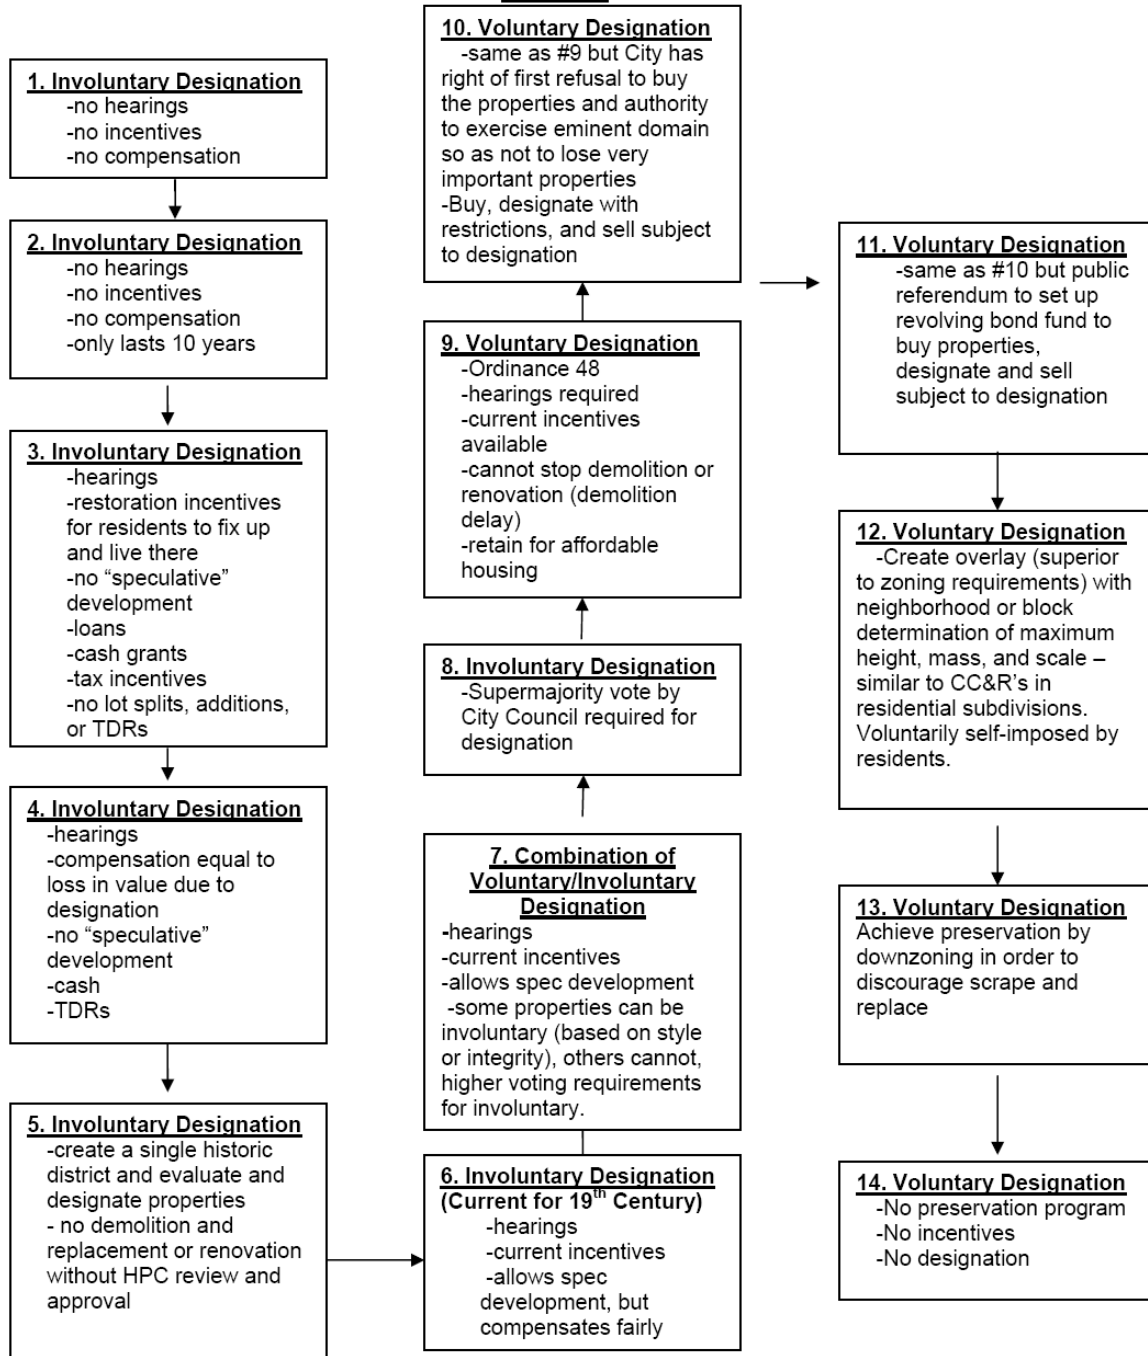 1. Involuntary Designation
-no hearings
-no incentives
-no compensation
2. Involuntary Designation
-no hearings
-no incentives
-no compensation
-only lasts 10 years
3. Involuntary Designation
-hearings
-restoration incentives
for residents to fix up
and live there
-no “speculative”
development
-loans
-cash grants
-tax incentives
-no lot splits, additions,
or TDRs
4. Involuntary Designation
-hearings
-compensation equal to
loss in value due to
designation
-no “speculative”
development
-cash
-TDRs
5. Involuntary Designation
-create a single historic
district and evaluate and
designate properties
- no demolition and
replacement or renovation
without HPC review and
approval
6. Involuntary Designation
(Current for 19th Century)
-hearings
-current incentives
-allows spec
development, but
compensates fairly
7. Combination of
Voluntary/Involuntary
Designation
-hearings
-current incentives
-allows spec development
-some properties can be
involuntary (based on style
or integrity), others cannot,
higher voting requirements
for involuntary.
8. Involuntary Designation
-Supermajority vote by
City Council required for
designation
9. Voluntary Designation
-Ordinance 48
-hearings required
-current incentives
available
-cannot stop demolition or
renovation (demolition
delay)
-retain for affordable
housing
10. Voluntary Designation
-same as #9 but City has
right of first refusal to buy
the properties and authority
to exercise eminent domain
so as not to lose very
important properties
-Buy, designate with
restrictions, and sell subject
to designation
11. Voluntary Designation
-same as #10 but public
referendum to set up
revolving bond fund to
buy properties,
designate and sell
subject to designation
12. Voluntary Designation
-Create overlay (superior
to zoning requirements) with
neighborhood or block
determination of maximum
height, mass, and scale –
similar to CC&R’s in
residential subdivisions.
Voluntarily self-imposed by
residents.
13. Voluntary Designation
Achieve preservation by
downzoning in order to
discourage scrape and
replace
14. Voluntary Designation
-No preservation program
-No incentives
-No designation